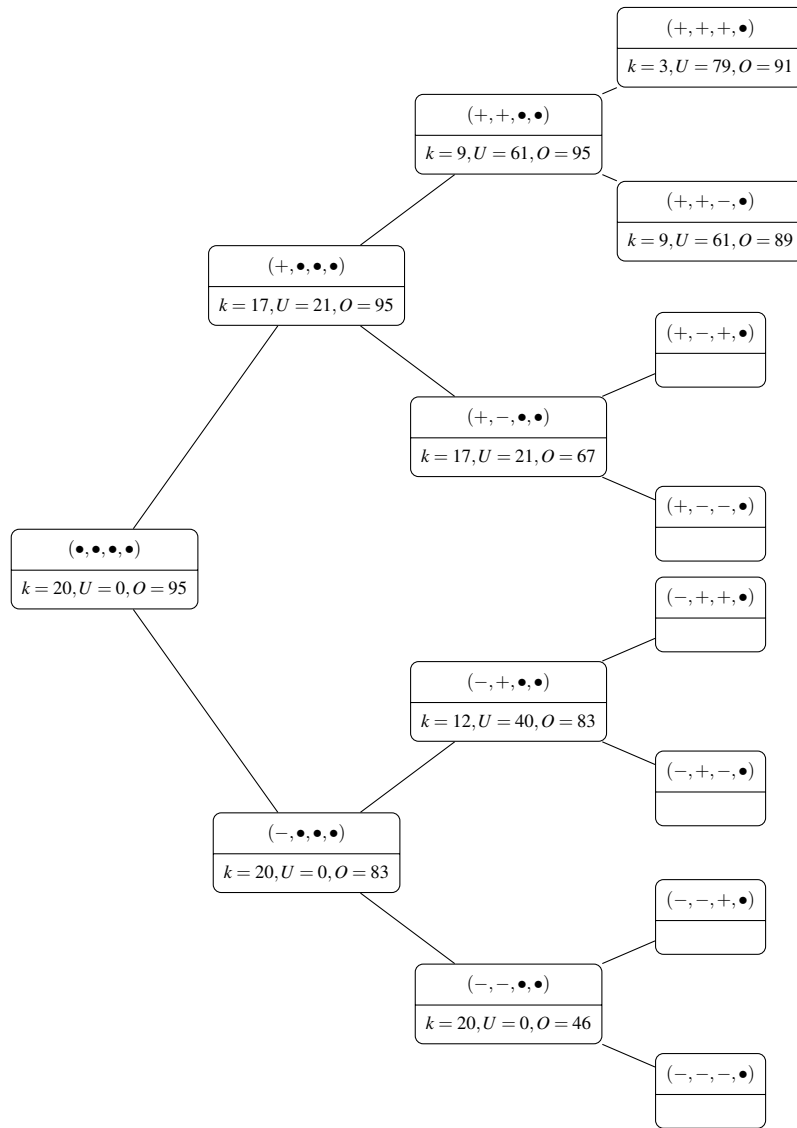 (+, +, +, •)
k = 3, U = 79, O = 91
(+, +, •, •)
k = 9, U = 61, O = 95
(+, +, −, •)
k = 9, U = 61, O = 89
(+, •, •, •)
k = 17, U = 21, O = 95
(+, −, +, •)
(+, −, •, •)
k = 17, U = 21, O = 67
(+, −, −, •)
(•, •, •, •)
k = 20, U = 0, O = 95
(−, +, +, •)
(−, +, •, •)
k = 12, U = 40, O = 83
(−, +, −, •)
(−, •, •, •)
k = 20, U = 0, O = 83
(−, −, +, •)
(−, −, •, •)
k = 20, U = 0, O = 46
(−, −, −, •)